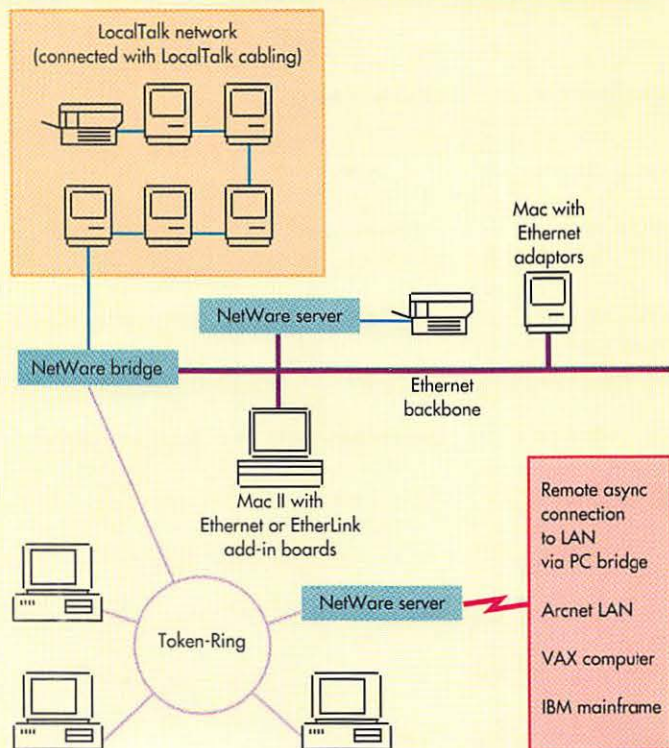 LocalTalk network
(connected with LocalTalk cabling)
Mac with
Ethernet
adaptors
NetWare server
NetWare bridge
Ethernet
backbone
Mac II with
Ethernet or EtherLink
add-in boards
Remote async
connection
to LAN
via PC bridge
NetWare server
Arcnet LAN
Token-Ring
VAX computer
IBM mainframe